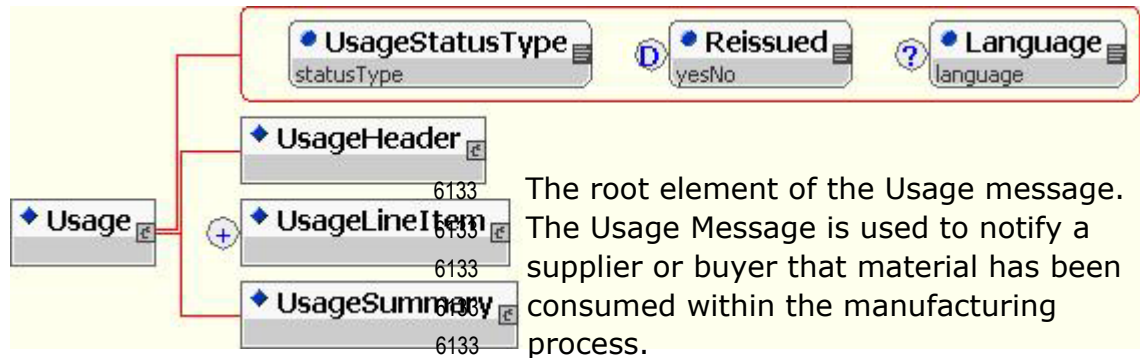 UsageStatusType
statusType
D
Reissued
yesNo
?
Language
language
UsageHeader
6133
The root element of the Usage message.
Usage
+
UsageLineItem
6133
The Usage Message is used to notify a
6133
supplier or buyer that material has been
UsageSummary
6133
consumed within the manufacturing
6133
process.